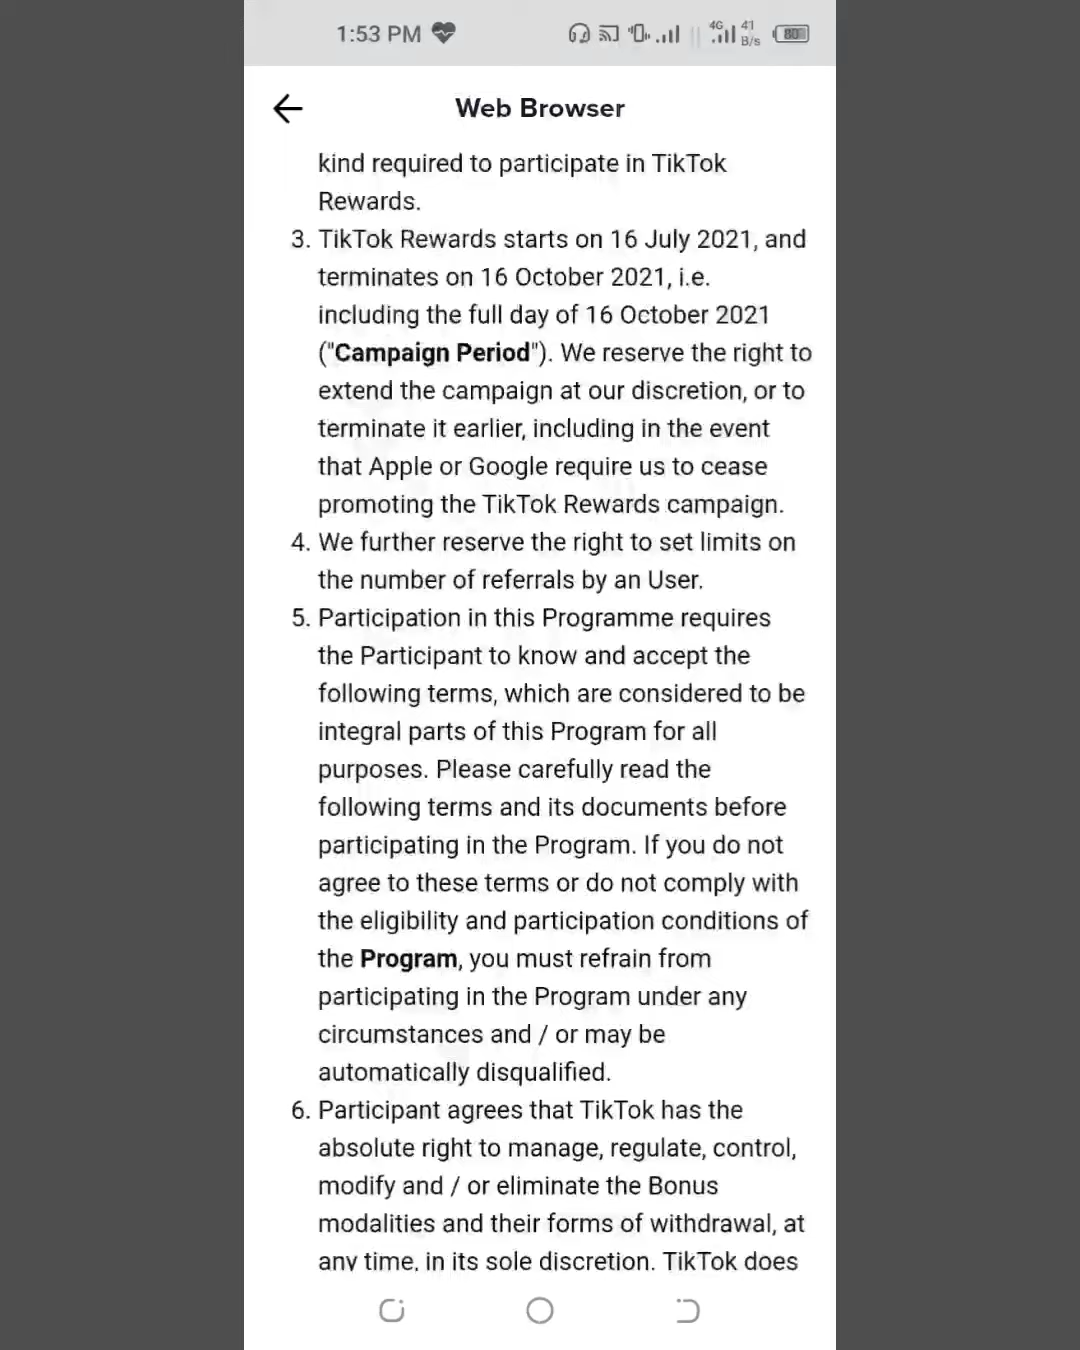 1:53 PM
4G 41 B/s 80
Web Browser
kind required to participate in TikTok
Rewards.
3. TikTok Rewards starts on 16 July 2021, and
terminates on 16 October 2021, i.e.
including the full day of 16 October 2021
("Campaign Period"). We reserve the right to
extend the campaign at our discretion, or to
terminate it earlier, including in the event
that Apple or Google require us to cease
promoting the TikTok Rewards campaign.
4. We further reserve the right to set limits on
the number of referrals by an User.
5. Participation in this Programme requires
the Participant to know and accept the
following terms, which are considered to be
integral parts of this Program for all
purposes. Please carefully read the
following terms and its documents before
participating in the Program. If you do not
agree to these terms or do not comply with
the eligibility and participation conditions of
the Program, you must refrain from
participating in the Program under any
circumstances and / or may be
automatically disqualified.
6. Participant agrees that TikTok has the
absolute right to manage, regulate, control,
modify and / or eliminate the Bonus
modalities and their forms of withdrawal, at
any time, in its sole discretion. TikTok does